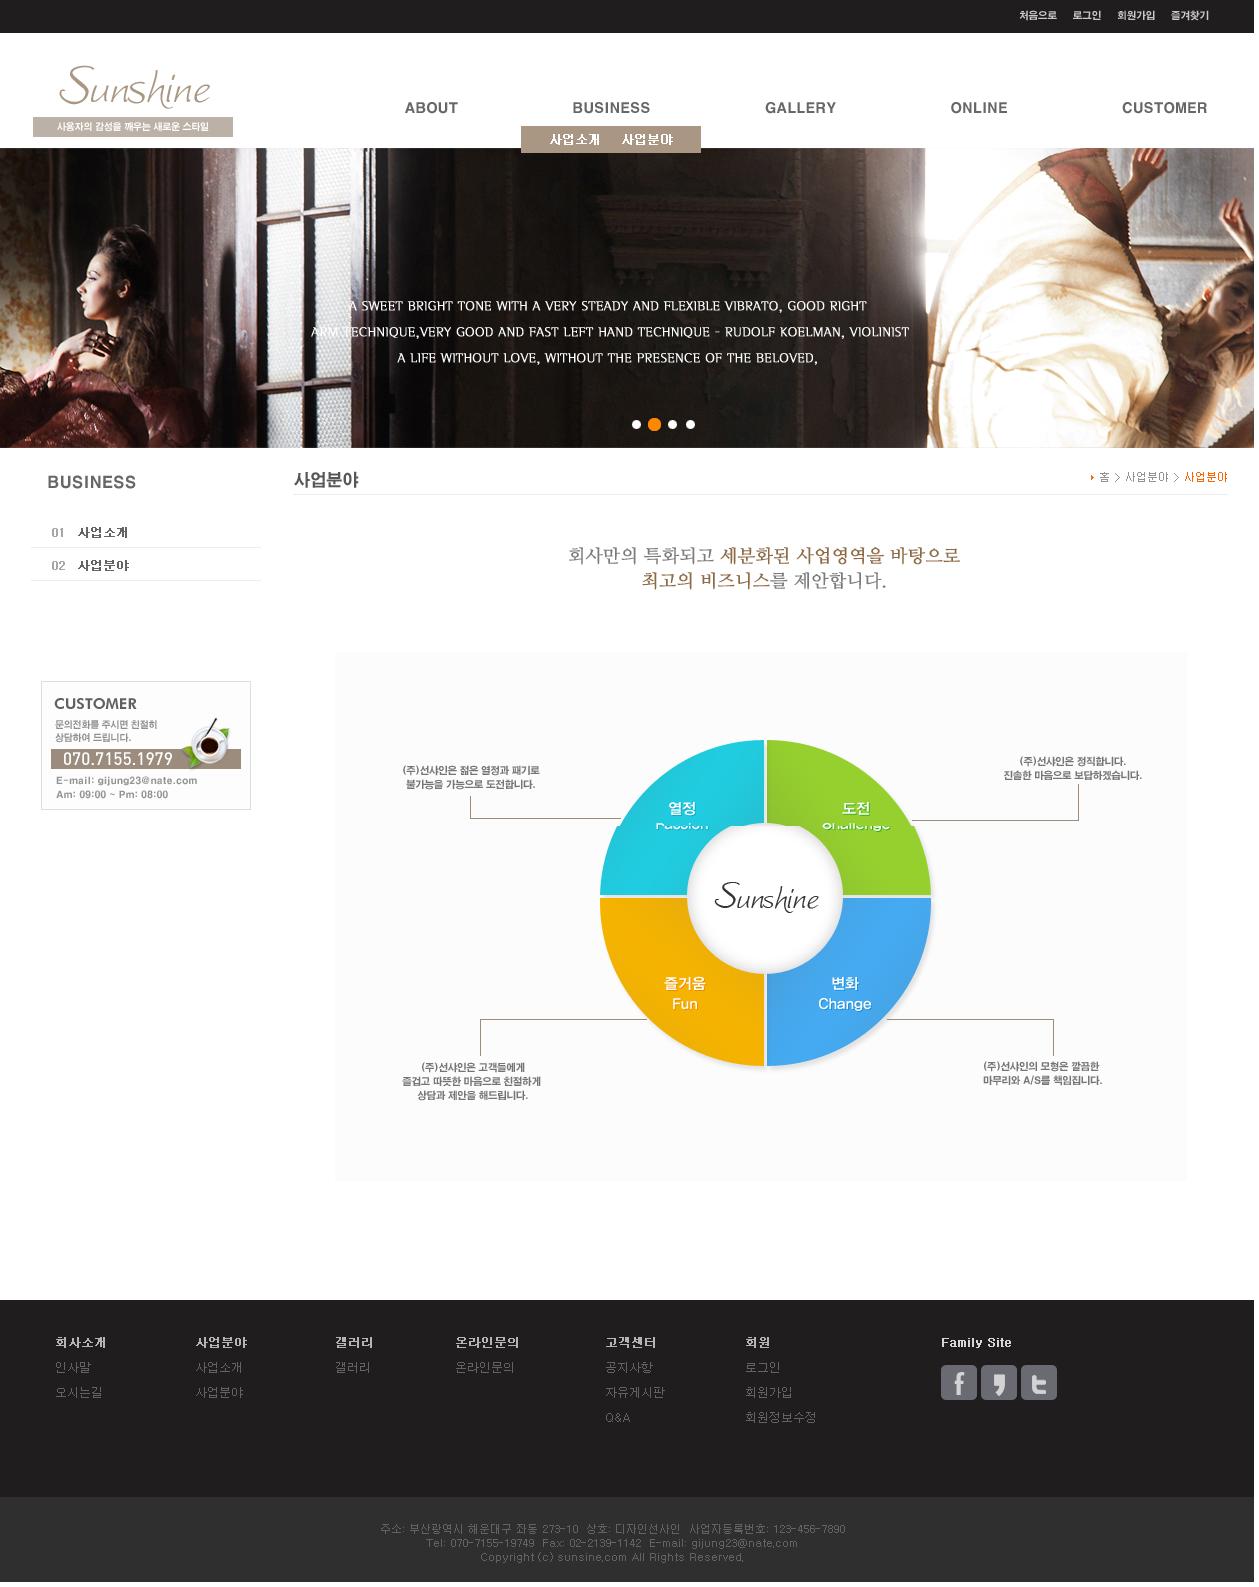 처음으로 로그인 회원가입 즐겨찾기
Sunshine
사용자의 감성을 깨우는 새로운 스타일
ABOUT BUSINESS GALLERY ONLINE CUSTOMER
사업소개 사업분야
A SWEET BRIGHT TONE WITH A VERY STEADY AND FLEXIBLE VIBRATO, GOOD RIGHT
ARM TECHNIQUE,VERY GOOD AND FAST LEFT HAND TECHNIQUE - RUDOLF KOELMAN, VIOLINIST
A LIFE WITHOUT LOVE, WITHOUT THE PRESENCE OF THE BELOVED,
BUSINESS
01 사업소개
02 사업분야
CUSTOMER
문의전화를 주시면 친절히
상담하여 드립니다.
070.7155.1979
E-mail: gijung23@nate.com
Am: 09:00 ~ Pm: 08:00
사업분야
홈 > 사업분야 > 사업분야
회사만의 특화되고 세분화된 사업영역을 바탕으로
최고의 비즈니스를 제안합니다.
(주)선샤인은 젊은 열정과 패기로
불가능을 가능으로 도전합니다.
(주)선샤인은 정직합니다.
진솔한 마음으로 보답하겠습니다.
열정
Passion
도전
Challenge
Sunshine
즐거움
Fun
변화
Change
(주)선샤인은 고객들에게
즐겁고 따뜻한 마음으로 친절하게
상담과 제안을 해드립니다.
(주)선샤인의 모형은 깔끔한
마무리와 A/S를 책임집니다.
회사소개 사업분야 갤러리 온라인문의 고객센터 회원 Family Site
인사말 사업소개 갤러리 온라인문의 공지사항 로그인
오시는길 사업분야 자유게시판 회원가입
Q&A 회원정보수정
주소: 부산광역시 해운대구 좌동 273-10 상호: 디자인선샤인 사업자등록번호: 123-456-7890
Tel: 070-7155-19749 Fax: 02-2139-1142 E-mail: gijung23@nate.com
Copyright (c) sunsine.com All Rights Reserved.